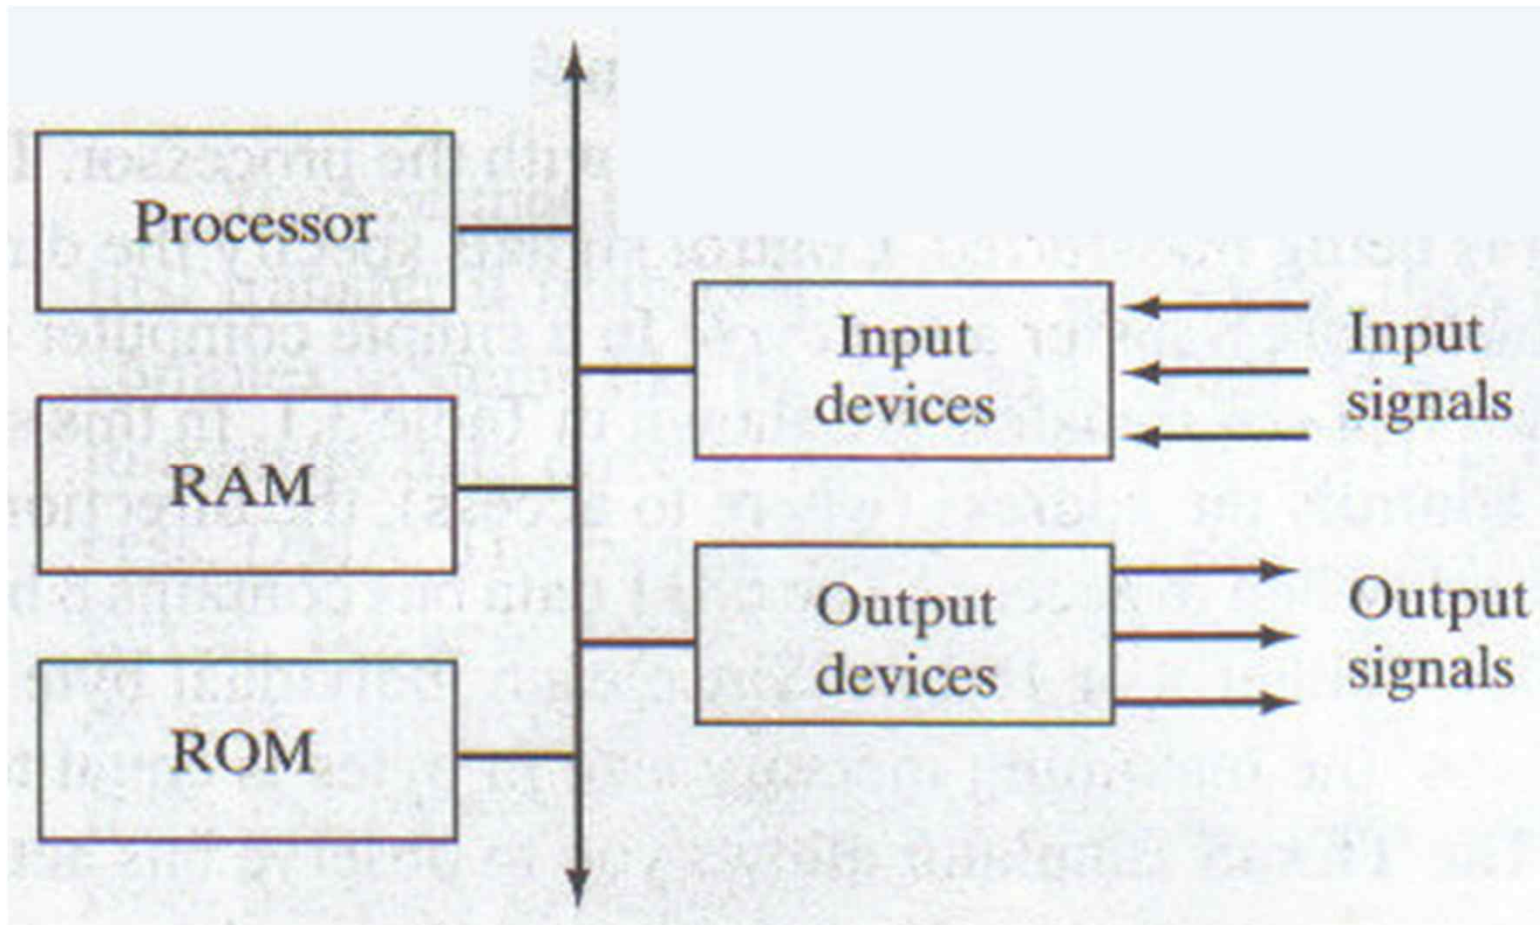 Processor
RAM
ROM
Input
devices
Output
devices
Input
signals
Output
signals